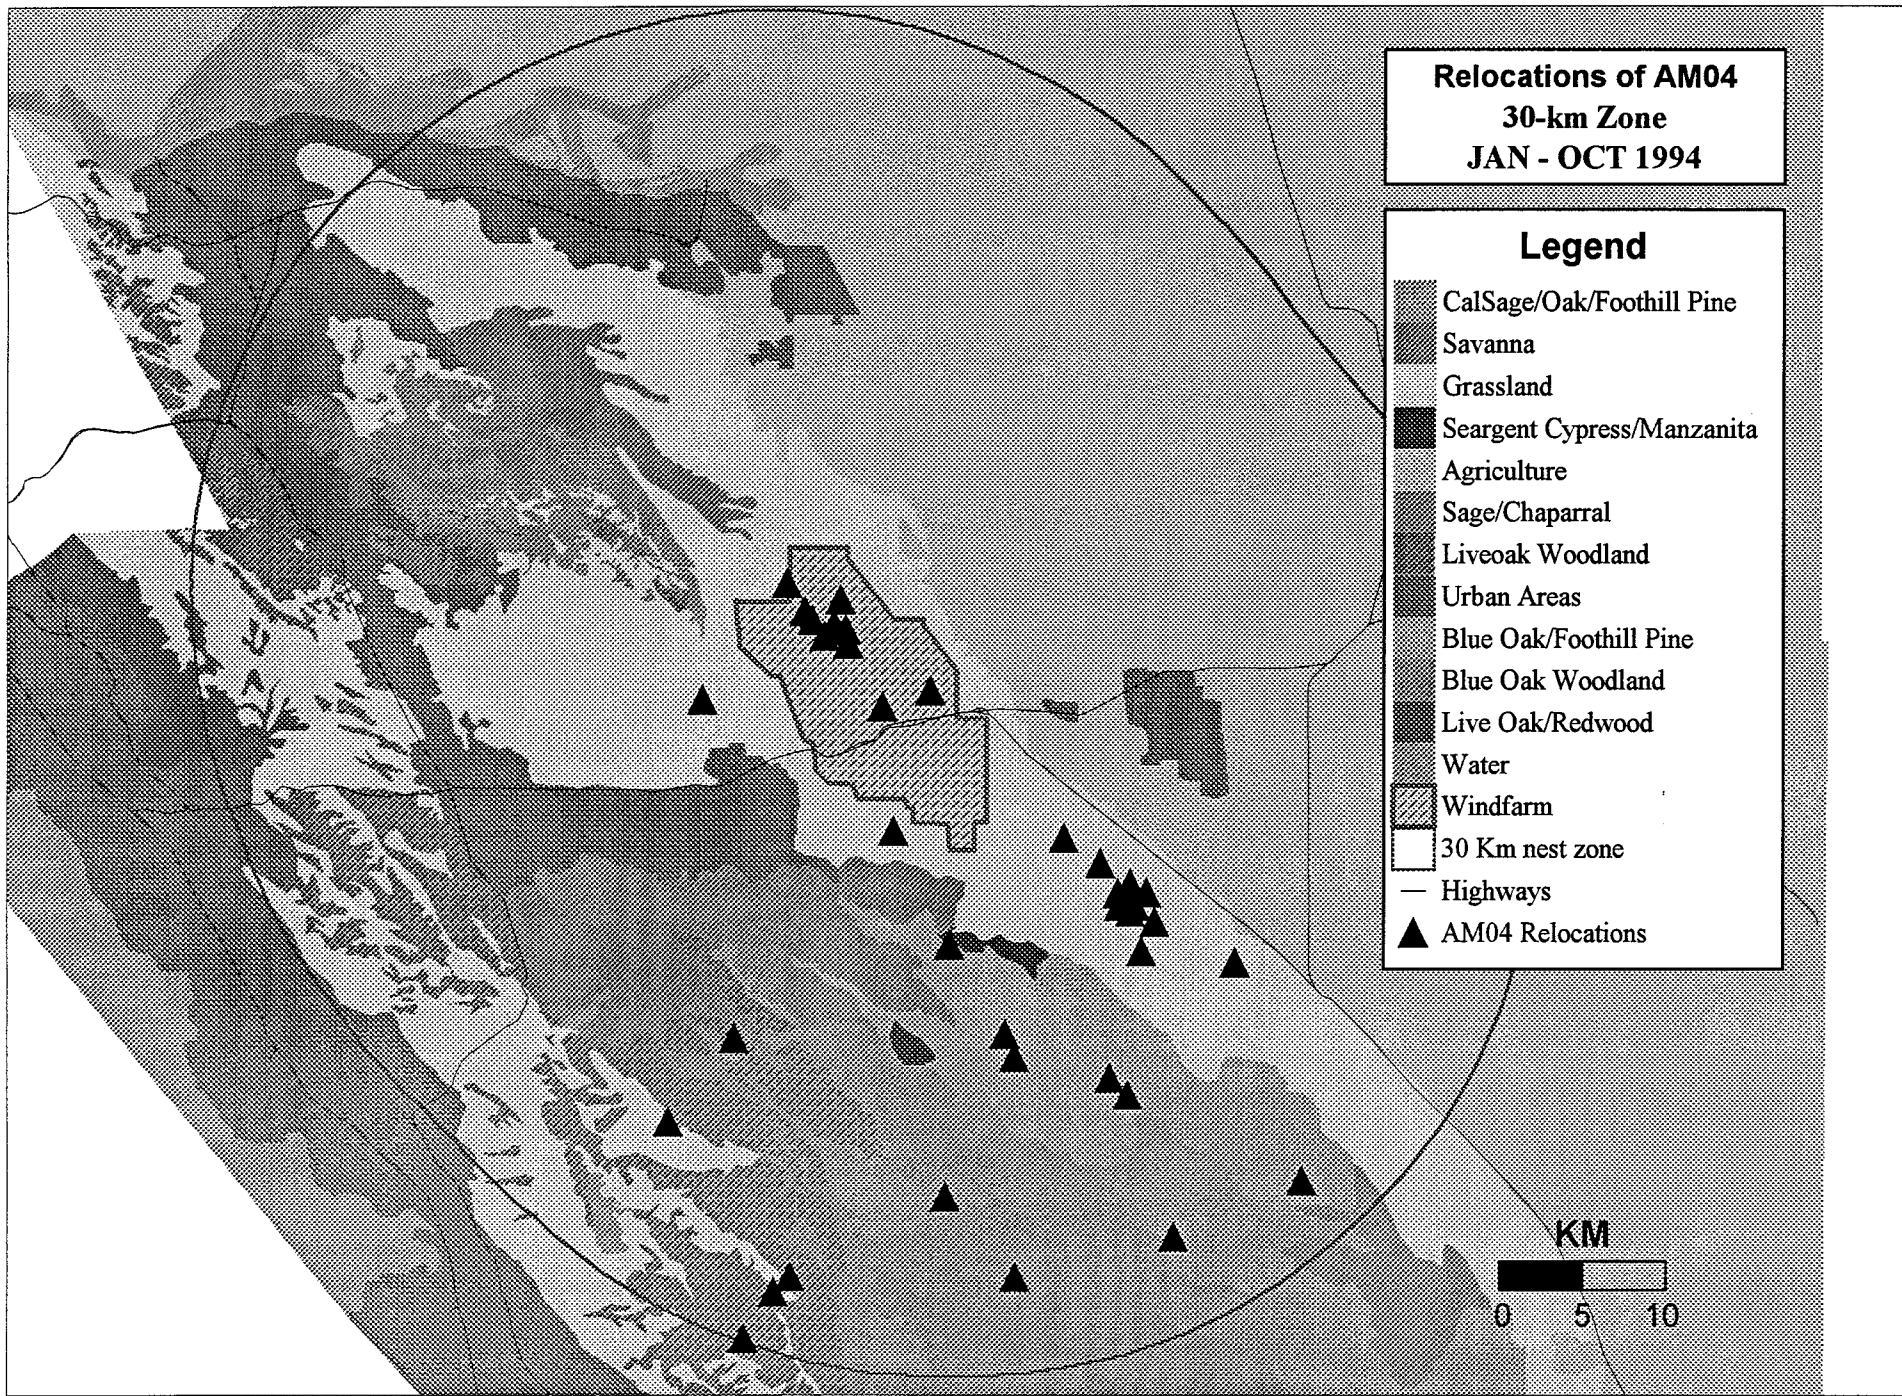 Relocations of AM04
30-km Zone
JAN - OCT 1994
Legend
CalSage/Oak/Foothill Pine
Savanna
Grassland
Seargent Cypress/Manzanita
Agriculture
Sage/Chaparral
Liveoak Woodland
Urban Areas
Blue Oak/Foothill Pine
Blue Oak Woodland
Live Oak/Redwood
Water
Windfarm
30 Km nest zone
Highways
AM04 Relocations
KM
0 5 10